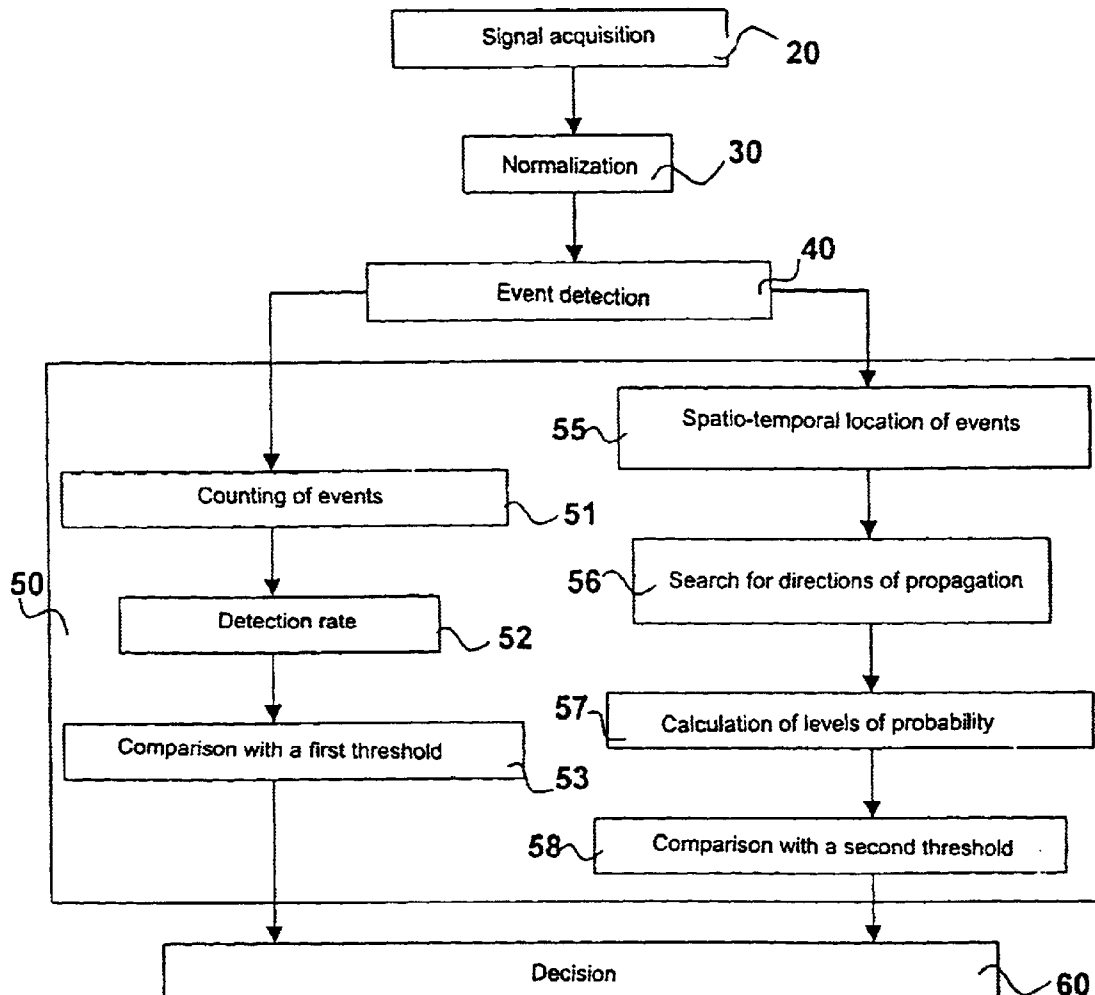 Signal acquisition
20
Normalization
30
40
Event detection
55
Spatio-temporal location of events
Counting of events
51
50
56
Search for directions of propagation
Detection rate
52
57
Calculation of levels of probability
Comparison with a first threshold
53
58
Comparison with a second threshold
Decision
60